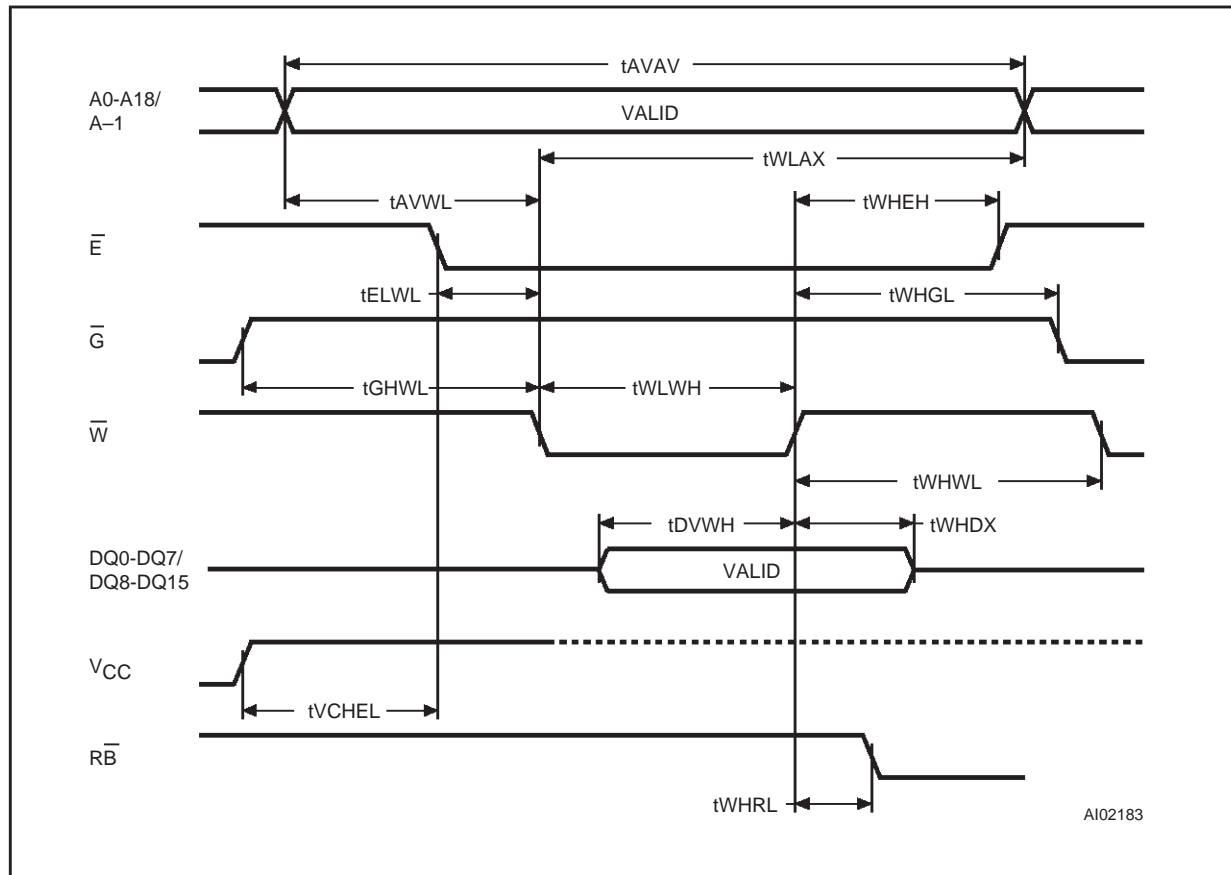 tAVAV
A0-A18/
A–1
VALID
tWLAX
tAVWL
tWHEH
E̅
tELWL
tWHGL
G̅
tGHWL
tWLWH
W̅
tWHWL
tDVWH
tWHDX
DQ0-DQ7/
DQ8-DQ15
VALID
VCC
tVCHEL
RB̅
tWHRL
AI02183